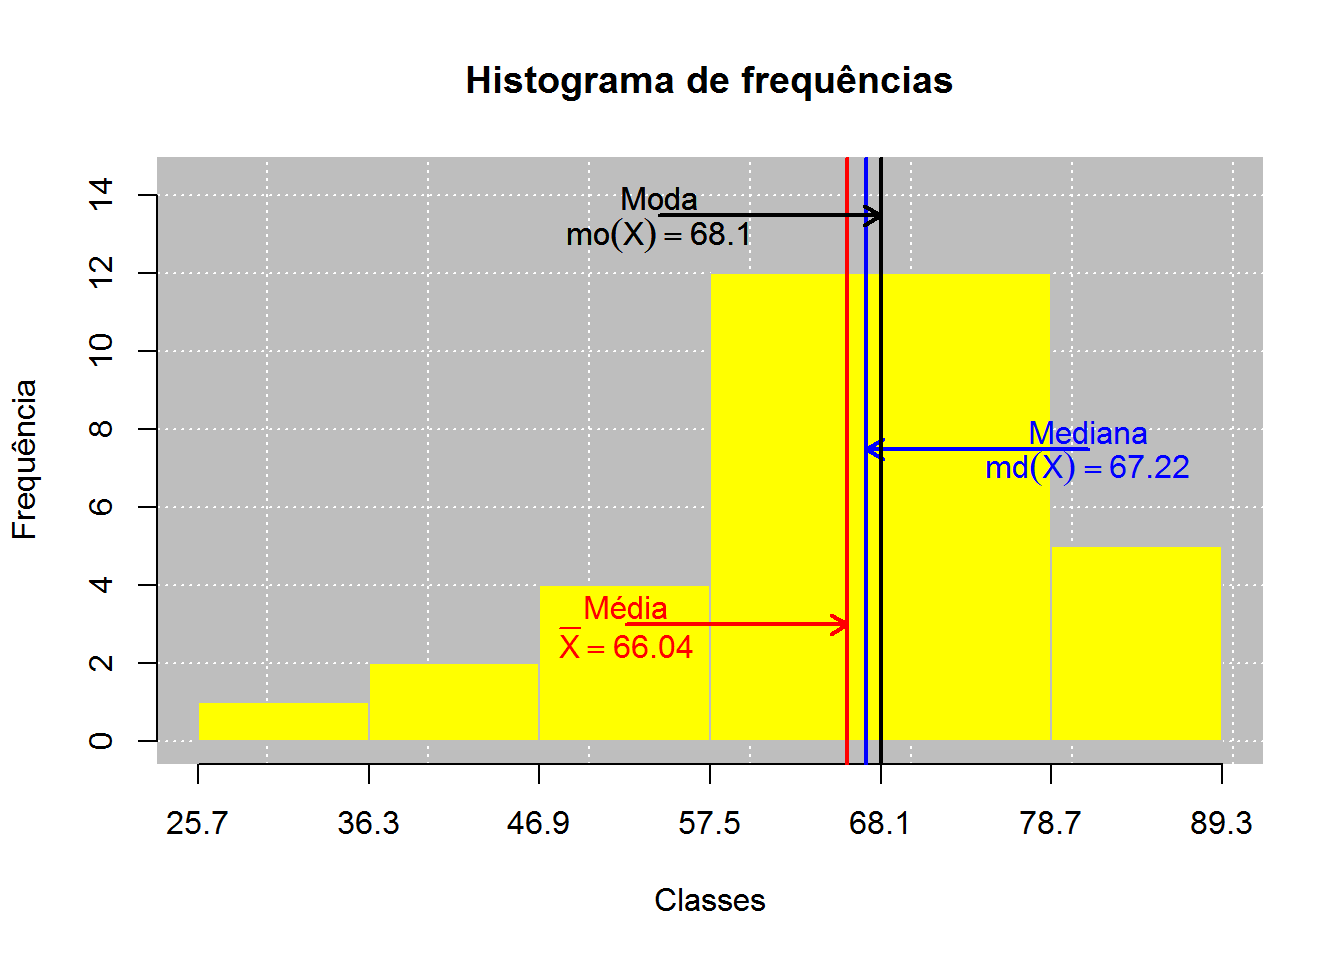 Histograma de frequências
Moda
mo(X) = 68.1
Mediana
md(X) = 67.22
Média
X̅ = 66.04
Frequência
14
12
10
8
6
4
2
0
25.7 36.3 46.9 57.5 68.1 78.7 89.3
Classes